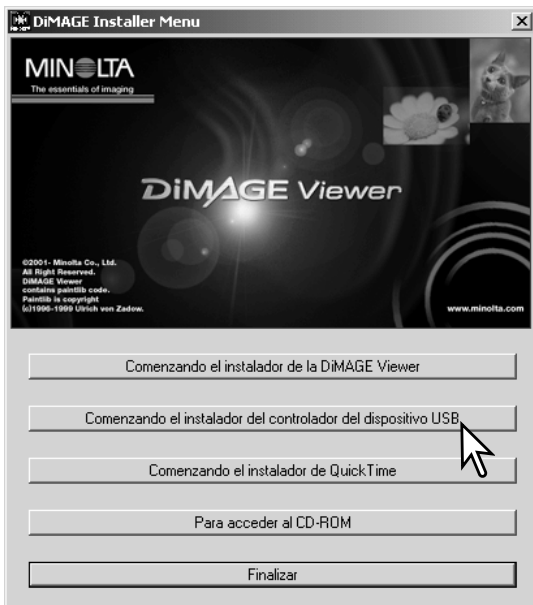 DiMAGE Installer Menu
MINOLTA
The essentials of imaging
DiMAGE Viewer
©2001- Minolta Co., Ltd.
All Right Reserved.
DiMAGE Viewer
contains paintlib code.
Paintlib is copyright
(c)1996-1999 Ulrich von Zadow.
www.minolta.com
Comenzando el instalador de la DiMAGE Viewer
Comenzando el instalador del controlador del dispositivo USB
Comenzando el instalador de QuickTime
Para acceder al CD-ROM
Finalizar